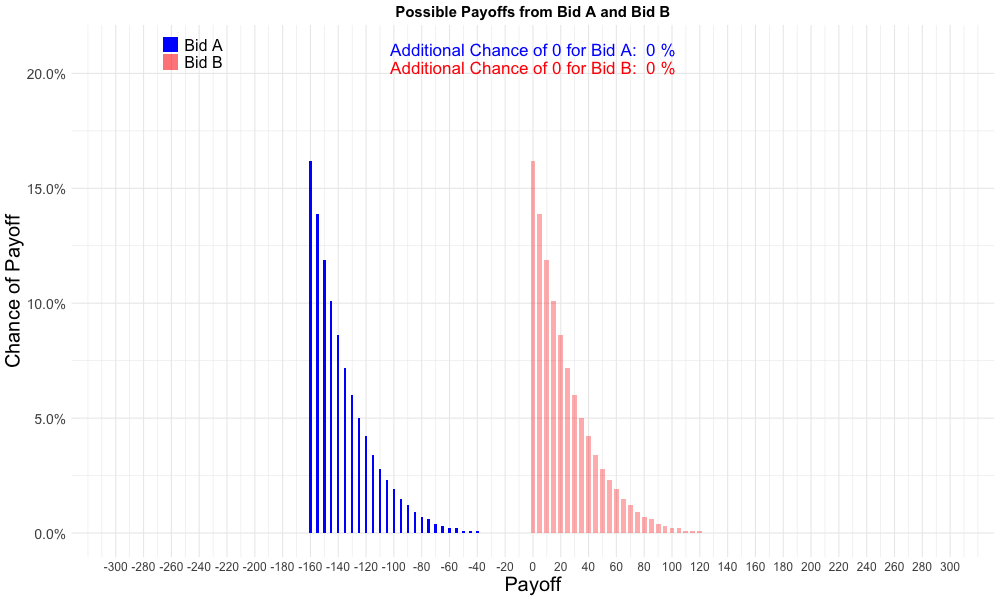 Possible Payoffs from Bid A and Bid B
Bid A
Bid B
Additional Chance of 0 for Bid A: 0 %
Additional Chance of 0 for Bid B: 0 %
Chance of Payoff
20.0%
15.0%
10.0%
5.0%
0.0%
-300 -280 -260 -240 -220 -200 -180 -160 -140 -120 -100 -80 -60 -40 -20 0 20 40 60 80 100 120 140 160 180 200 220 240 260 280 300
Payoff